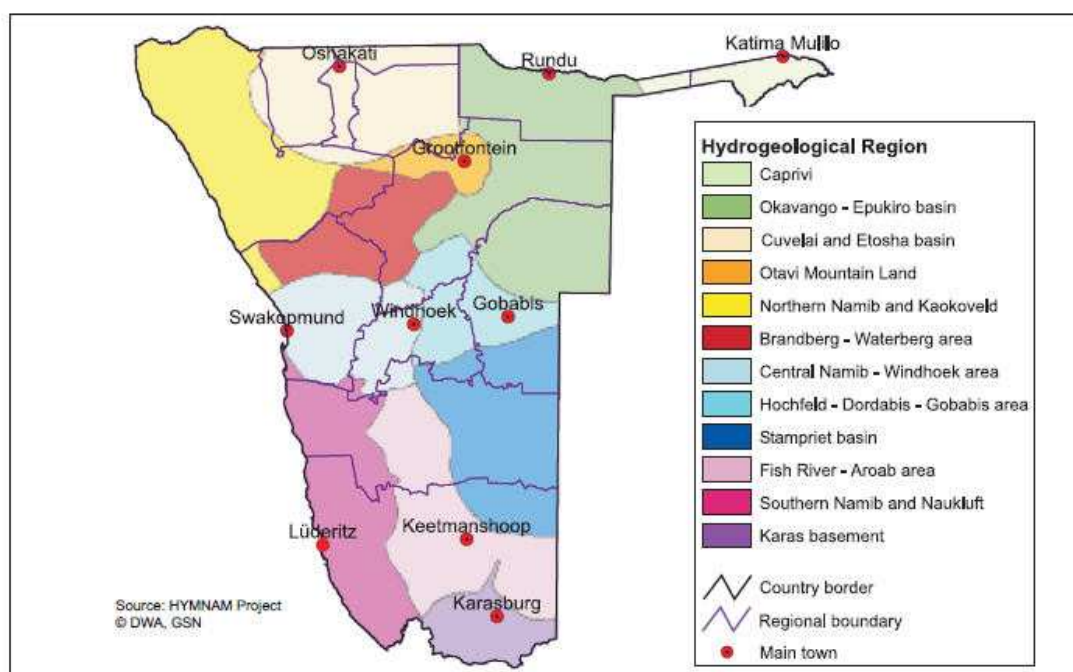 Oshakati
Rundu
Katima Mulilo
Grootfontein
Swakopmund
Windhoek
Gobabis
Lüderitz
Keetmanshoop
Karasburg
Source: HYMNAM Project
© DWA, GSN
Hydrogeological Region
Caprivi
Okavango - Epukiro basin
Cuvelai and Etosha basin
Otavi Mountain Land
Northern Namib and Kaokoveld
Brandberg - Waterberg area
Central Namib - Windhoek area
Hochfeld - Dordabis - Gobabis area
Stampriet basin
Fish River - Aroab area
Southern Namib and Naukluft
Karas basement
Country border
Regional boundary
Main town